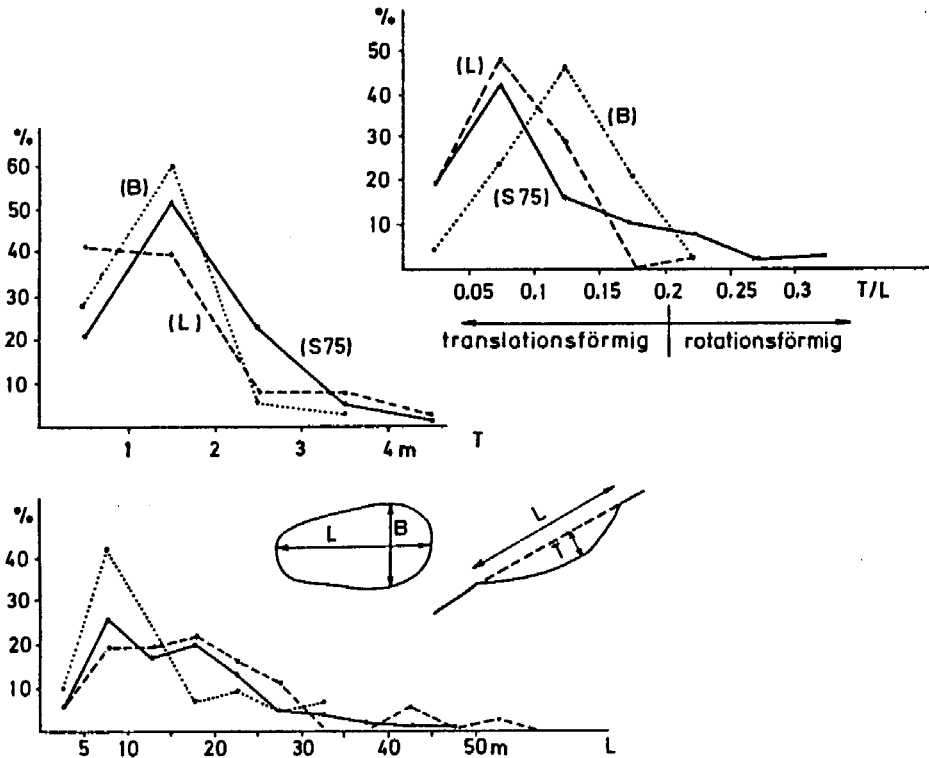 %
50
40
30
20
10
(L)
(B)
(S75)
0.05 0.1 0.15 0.2 0.25 0.3 T/L
translationsförmig rotationsförmig
%
60
50
40
30
20
10
(B)
(L)
(S75)
1 2 3 4 m T
%
40
30
20
10
L B
L
T
5 10 20 30 40 50 m L